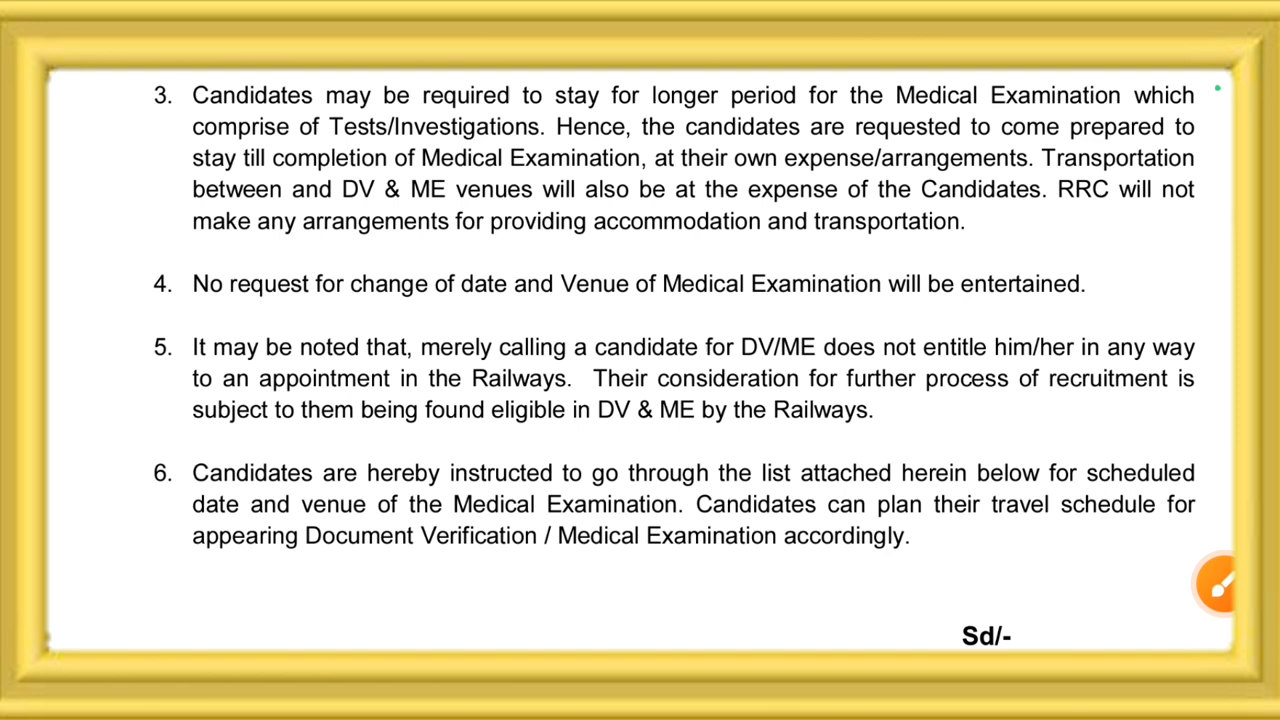 3. Candidates may be required to stay for longer period for the Medical Examination which
comprise of Tests/Investigations. Hence, the candidates are requested to come prepared to
stay till completion of Medical Examination, at their own expense/arrangements. Transportation
between and DV & ME venues will also be at the expense of the Candidates. RRC will not
make any arrangements for providing accommodation and transportation.
4. No request for change of date and Venue of Medical Examination will be entertained.
5. It may be noted that, merely calling a candidate for DV/ME does not entitle him/her in any way
to an appointment in the Railways. Their consideration for further process of recruitment is
subject to them being found eligible in DV & ME by the Railways.
6. Candidates are hereby instructed to go through the list attached herein below for scheduled
date and venue of the Medical Examination. Candidates can plan their travel schedule for
appearing Document Verification / Medical Examination accordingly.
Sd/-